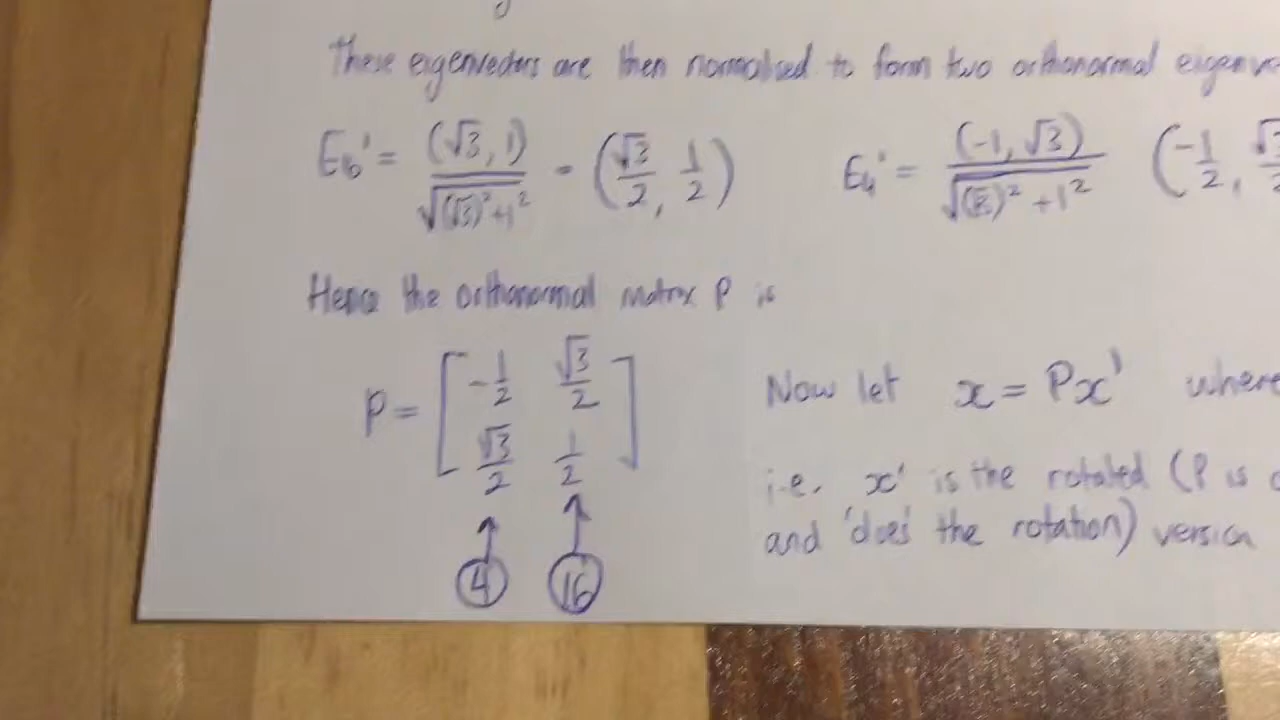 These eigenvectors are then normalised to form two orthonormal eigenve
E₁₆' = (√3, 1) / √((√3)² + 1²) = (√3/2, 1/2)
E₄' = (-1, √3) / √((√3)² + 1²) (-1/2, √3/2
Hence the orthonormal matrix P is
P = [-1/2 √3/2
√3/2 1/2]
4 16
Now let x = Px' where
i.e. x' is the rotated (P is
and 'does' the rotation) version